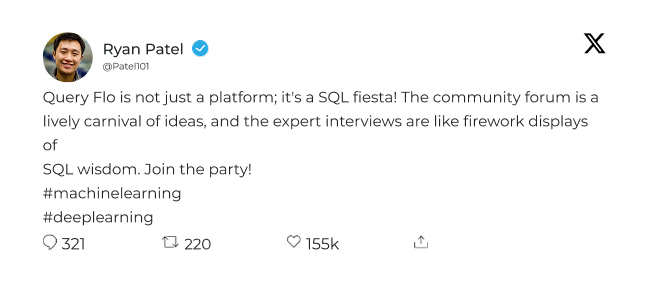 Ryan Patel
@Patel101
Query Flo is not just a platform; it's a SQL fiesta! The community forum is a
lively carnival of ideas, and the expert interviews are like firework displays
of
SQL wisdom. Join the party!
#machinelearning
#deeplearning
321 220 155k